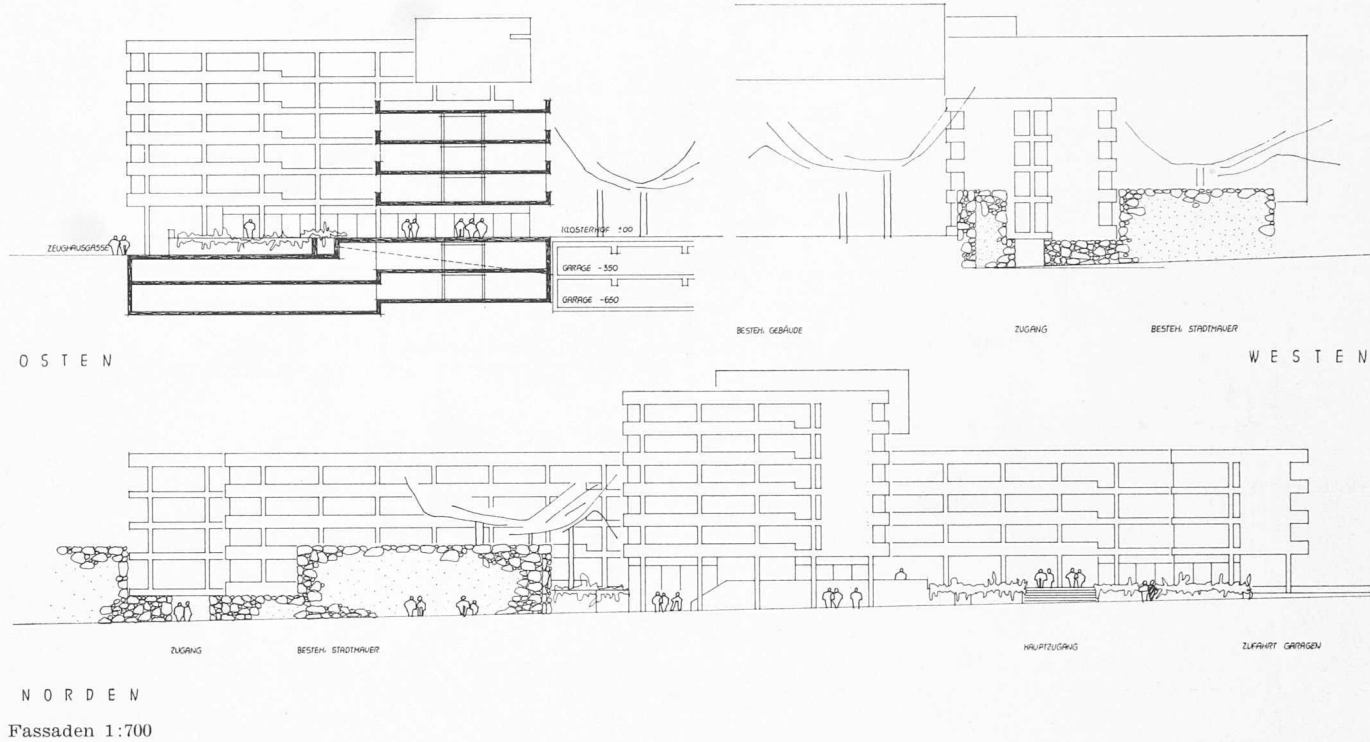 ZEUGHAUSGASSE
KLOSTERHOF ±00
GARAGE -350
GARAGE -650
BESTEH. GEBÄUDE
ZUGANG
BESTEH. STADTMAUER
OSTEN
WESTEN
ZUGANG
BESTEH. STADTMAUER
HAUPTZUGANG
ZUFAHRT GARAGEN
NORDEN
Fassaden 1:700